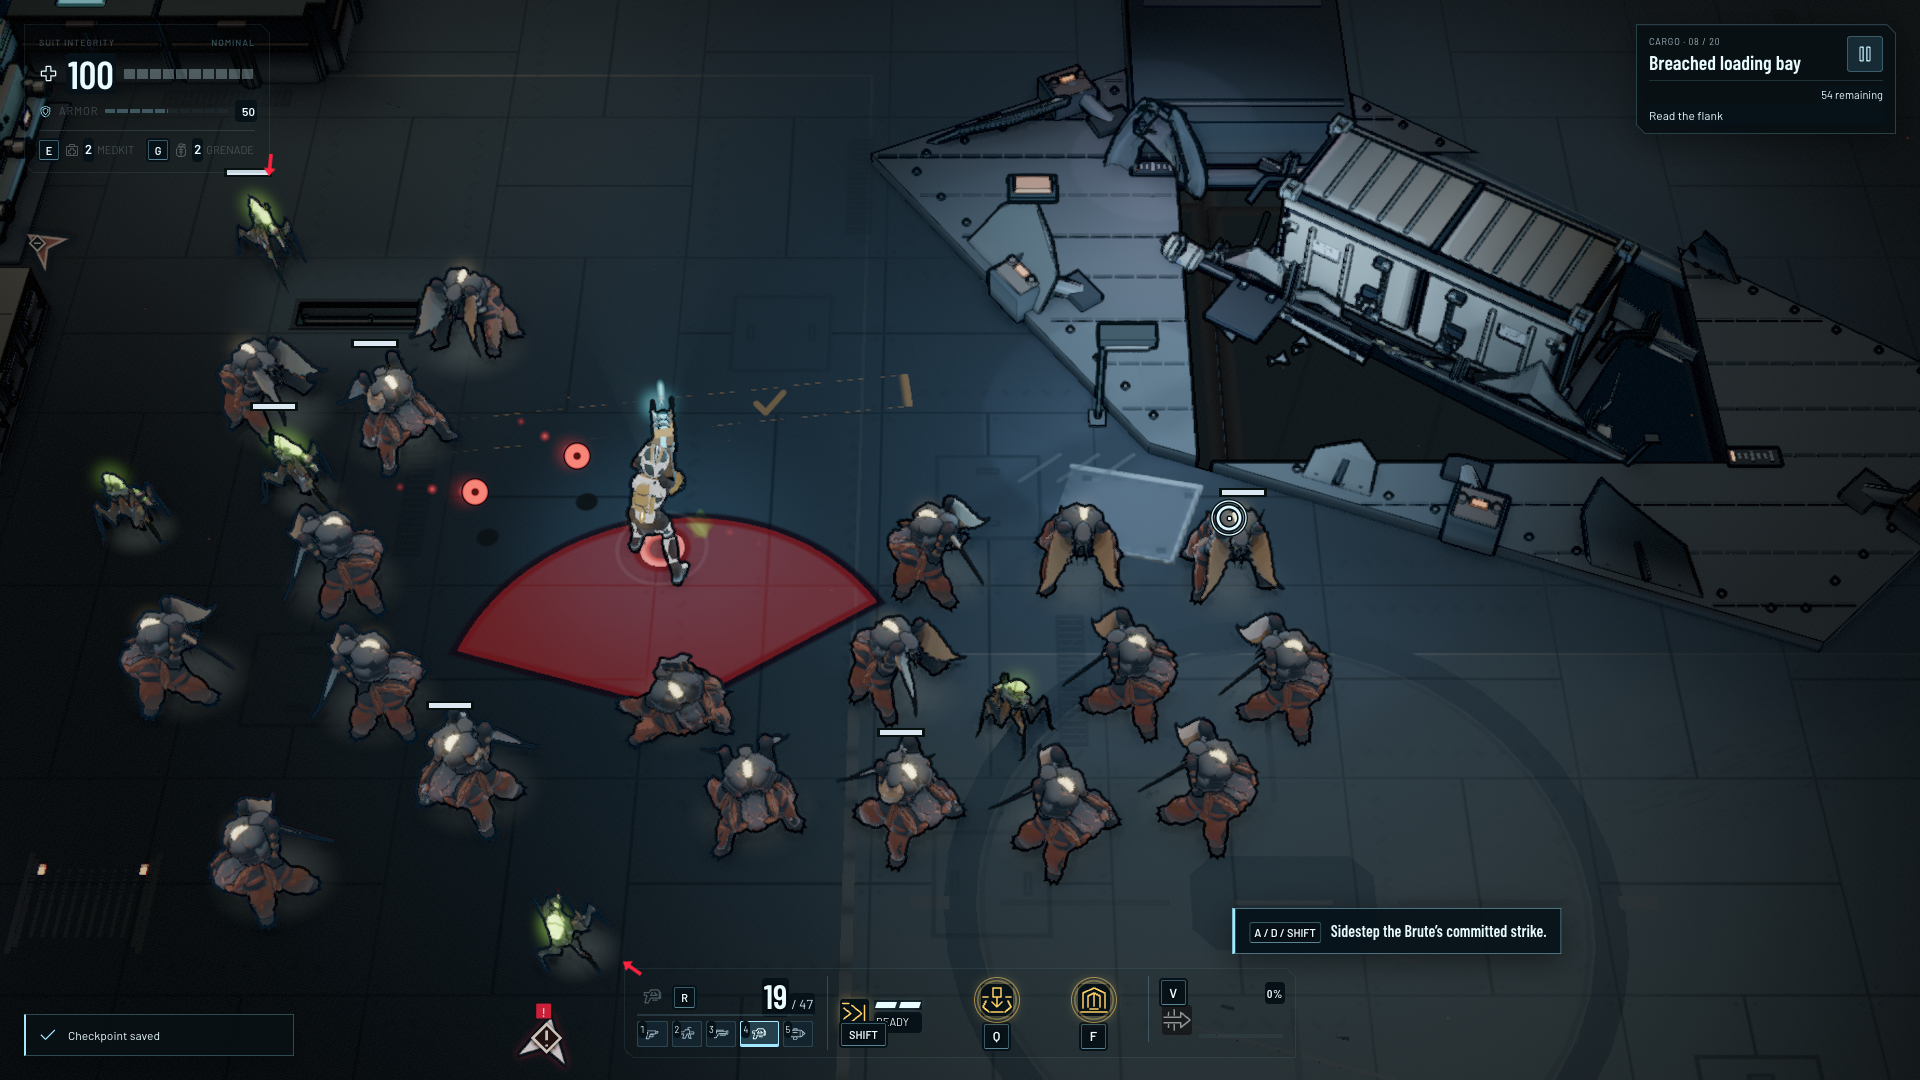 SUIT INTEGRITY NOMINAL
100
ARMOR 50
E 2 MEDKIT G 2 GRENADE
CARGO · 08 / 20
Breached loading bay
54 remaining
Read the flank
A / D / SHIFT Sidestep the Brute's committed strike.
Checkpoint saved
R 19 / 47
1 2 3 4 5
READY
SHIFT
Q
F
V 0%
!